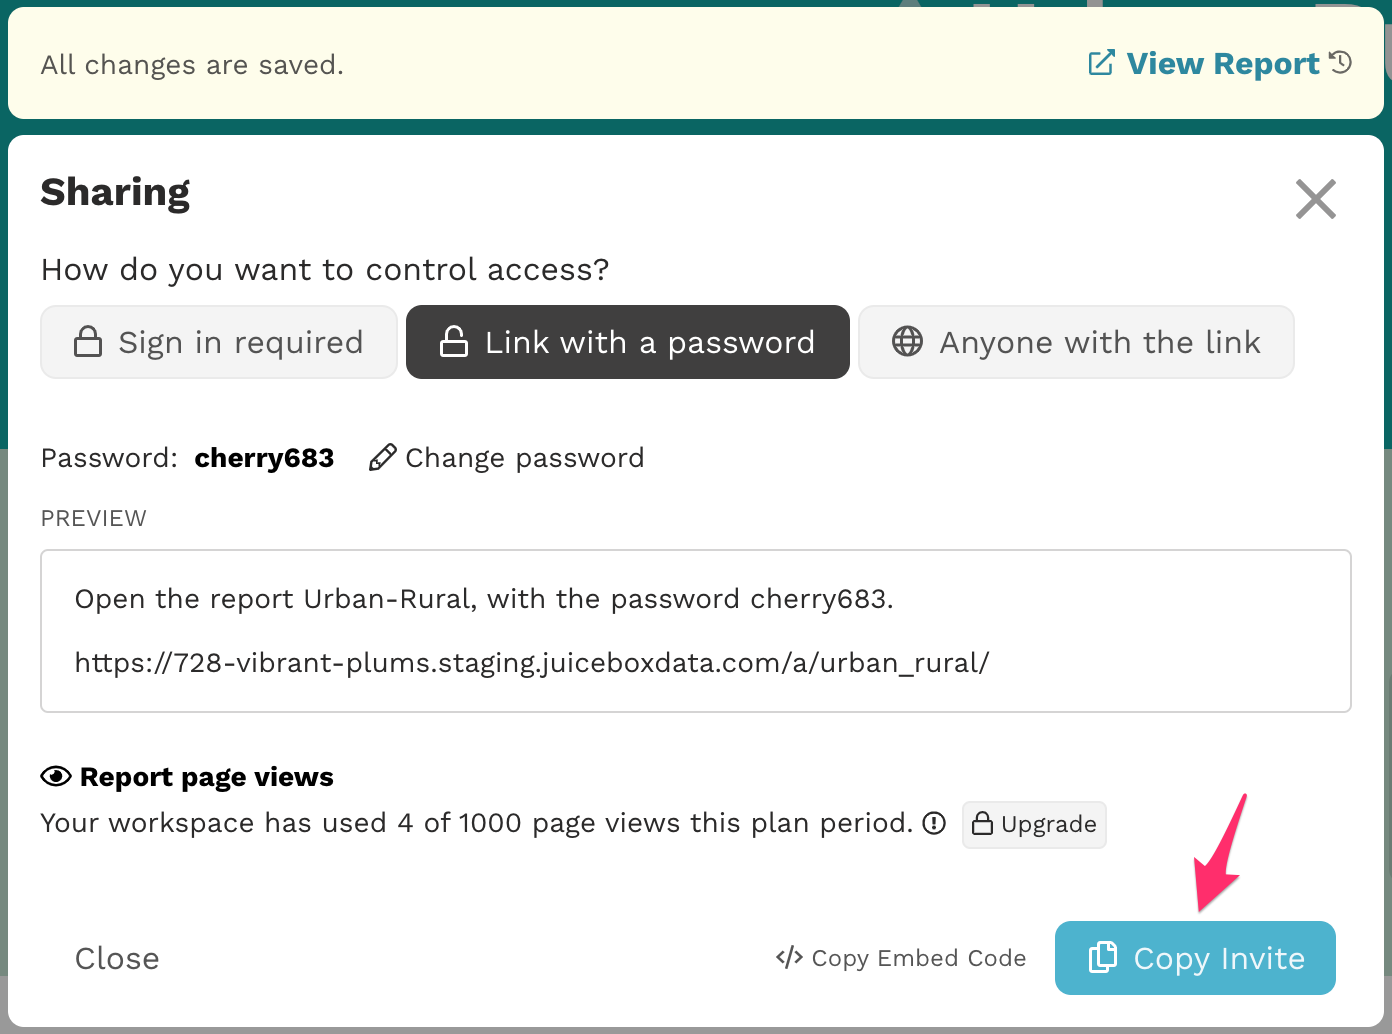 All changes are saved.
View Report
Sharing
How do you want to control access?
Sign in required
Link with a password
Anyone with the link
Password: cherry683
Change password
PREVIEW
Open the report Urban-Rural, with the password cherry683.
https://728-vibrant-plums.staging.juiceboxdata.com/a/urban_rural/
Report page views
Your workspace has used 4 of 1000 page views this plan period.
Upgrade
Close
</> Copy Embed Code
Copy Invite